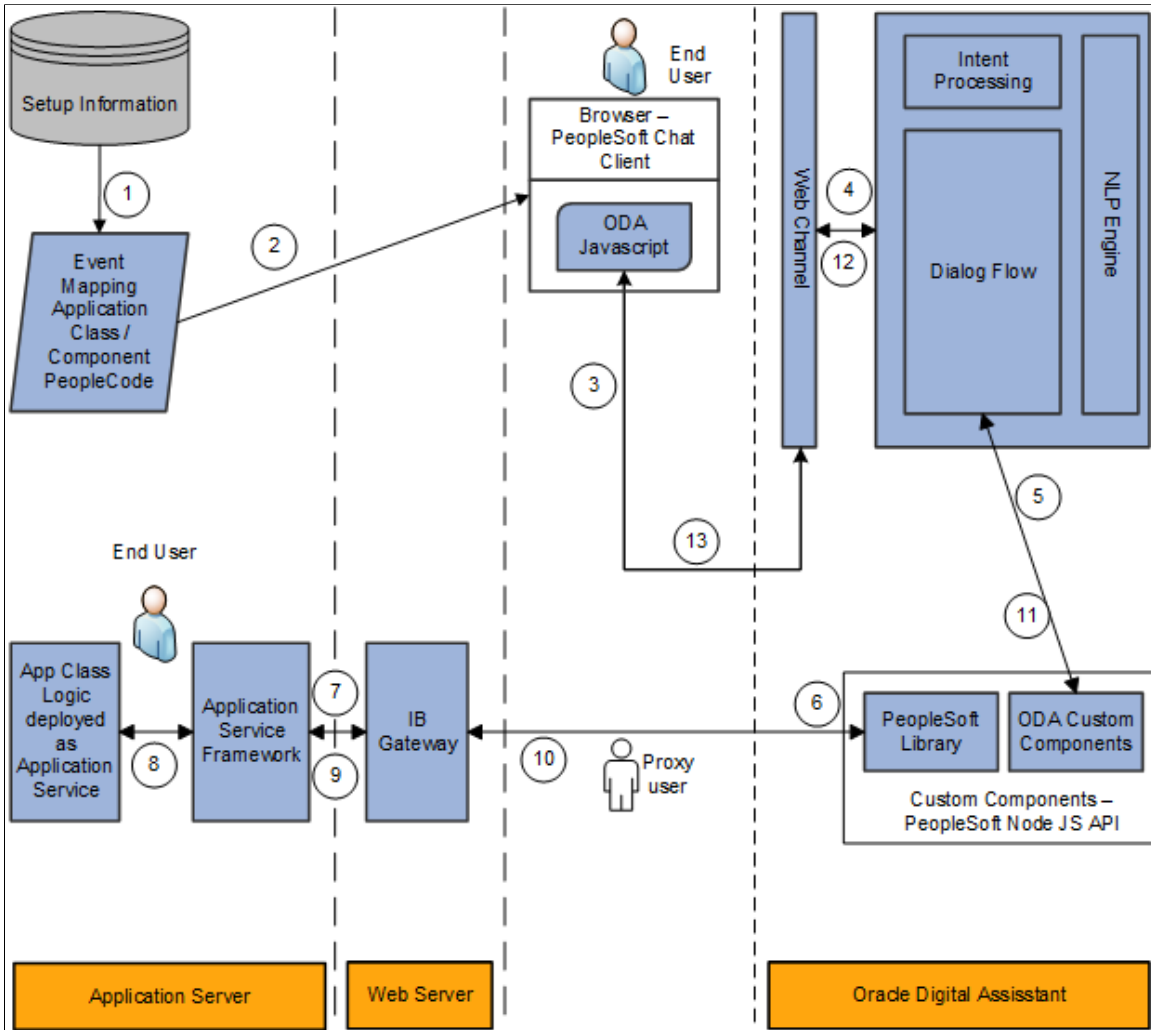 Setup Information
1
Event
Mapping
Application
Class /
Component
PeopleCode
2
End
User
Browser –
PeopleSoft Chat
Client
ODA
Javascript
3
13
Web Channel
4
12
Intent
Processing
Dialog Flow
NLP Engine
5
11
End User
App Class
Logic
deployed
as
Application
Service
8
Application
Service
Framework
7
9
IB
Gateway
10
Proxy
user
6
PeopleSoft
Library
ODA Custom
Components
Custom Components –
PeopleSoft Node JS API
Application Server
Web Server
Oracle Digital Assisstant